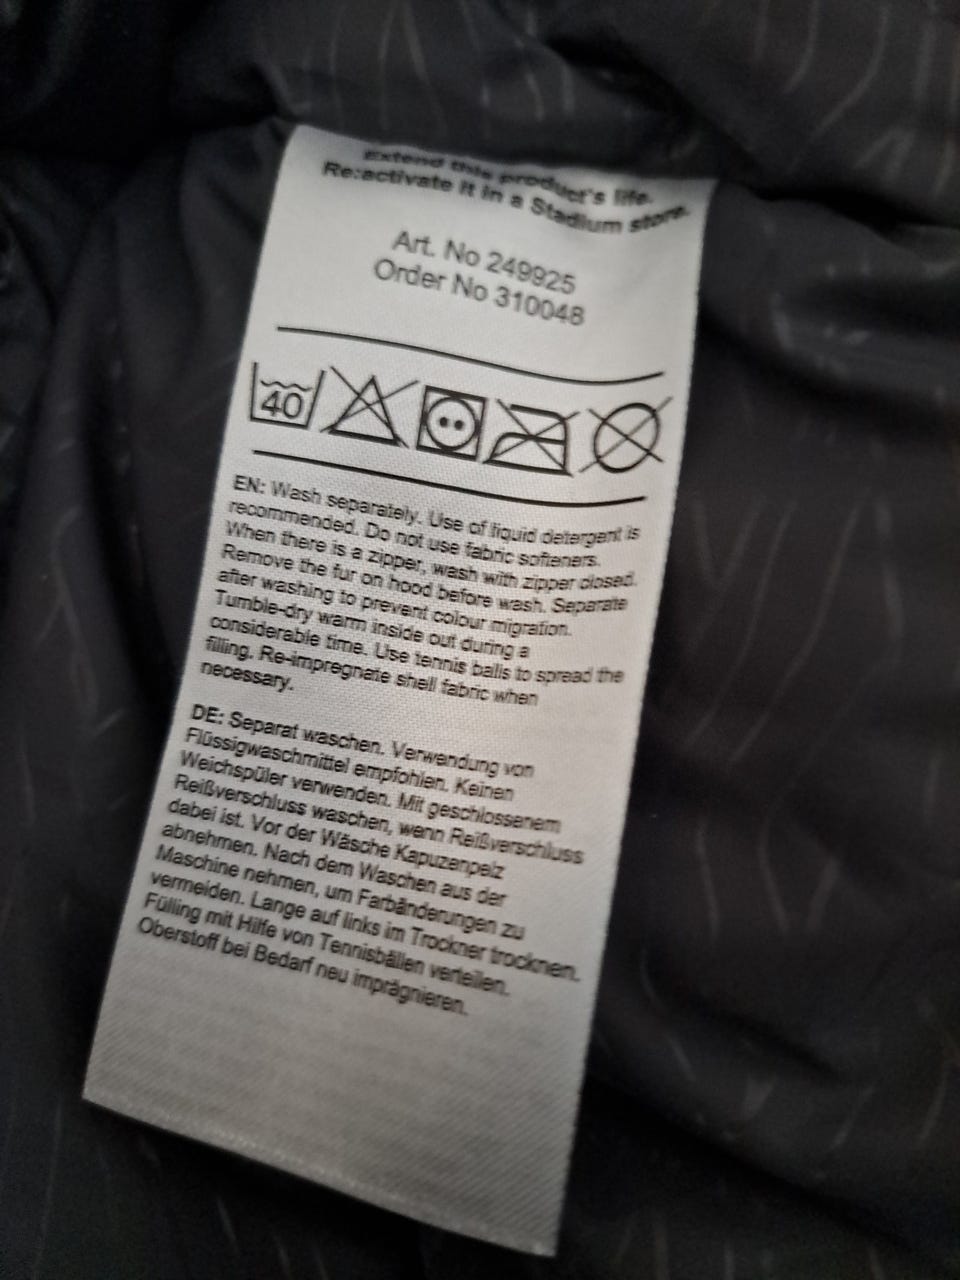 Extend this product's life.
Re:activate it in a Stadium store.
Art. No 249925
Order No 310048
40
EN: Wash separately. Use of liquid detergent is
recommended. Do not use fabric softeners.
When there is a zipper, wash with zipper closed.
Remove the fur on hood before wash. Separate
after washing to prevent colour migration.
Tumble-dry warm inside out during a
considerable time. Use tennis balls to spread the
filling. Re-impregnate shell fabric when
necessary.
DE: Separat waschen. Verwendung von
Flüssigwaschmittel empfohlen. Keinen
Weichspüler verwenden. Mit geschlossenem
Reißverschluss waschen, wenn Reißverschluss
dabei ist. Vor der Wäsche Kapuzenpelz
abnehmen. Nach dem Waschen aus der
Maschine nehmen, um Farbänderungen zu
vermeiden. Lange auf links im Trockner trocknen.
Fülling mit Hilfe von Tennisbällen verteilen.
Oberstoff bei Bedarf neu imprägnieren.